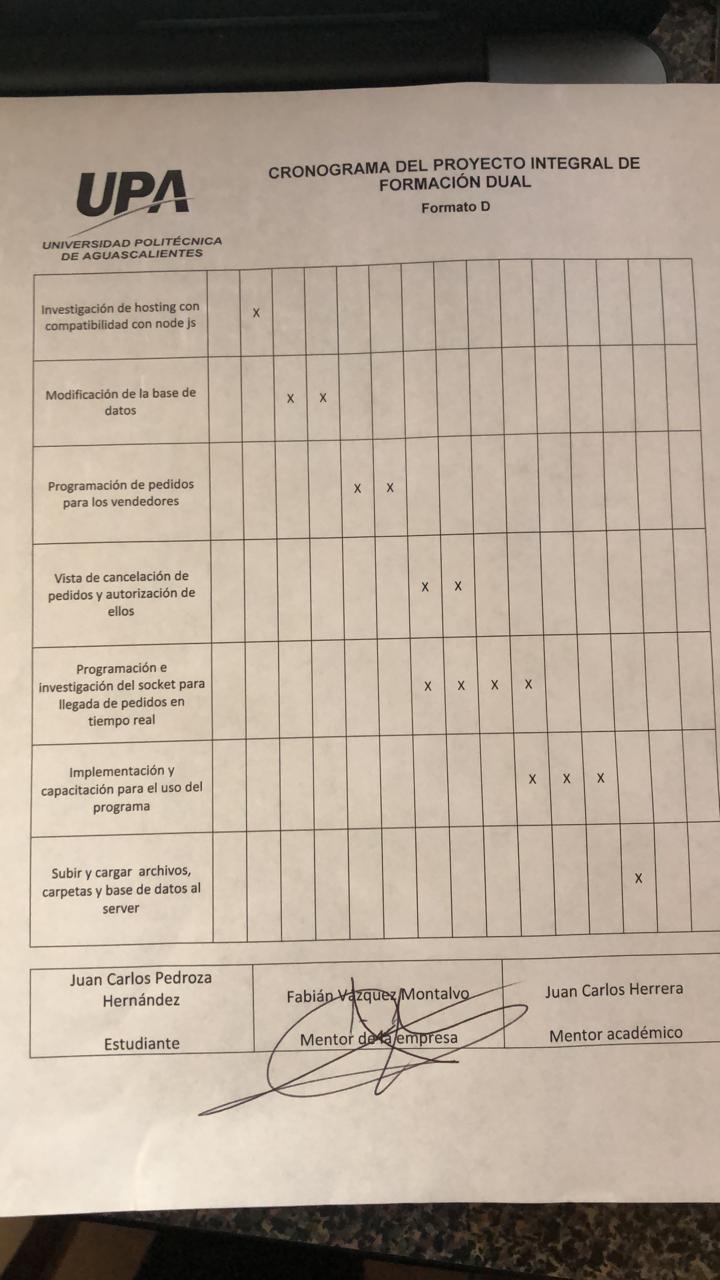 UPA
UNIVERSIDAD POLITÉCNICA
DE AGUASCALIENTES
CRONOGRAMA DEL PROYECTO INTEGRAL DE
FORMACIÓN DUAL
Formato D
Investigación de hosting con
compatibilidad con node js
X
Modificación de la base de
datos
X X
Programación de pedidos
para los vendedores
X X
Vista de cancelación de
pedidos y autorización de
ellos
X X
Programación e
investigación del socket para
llegada de pedidos en
tiempo real
X X X X
Implementación y
capacitación para el uso del
programa
X X X
Subir y cargar archivos,
carpetas y base de datos al
server
X
Juan Carlos Pedroza
Hernández
Estudiante
Fabián Vázquez Montalvo
Mentor de la empresa
Juan Carlos Herrera
Mentor académico